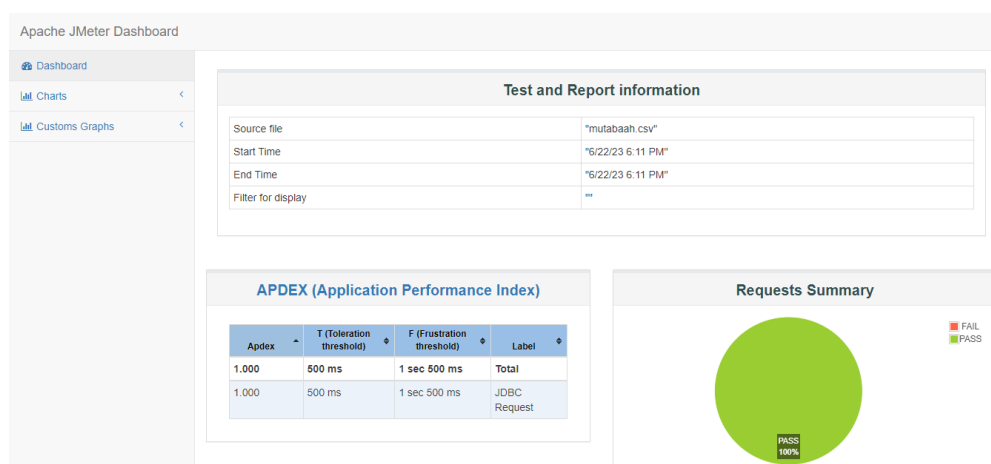 Apache JMeter Dashboard
Dashboard
Charts
Customs Graphs
Test and Report information
Source file "mutabaah.csv"
Start Time "6/22/23 6:11 PM"
End Time "6/22/23 6:11 PM"
Filter for display ""
APDEX (Application Performance Index)
Apdex T (Toleration threshold) F (Frustration threshold) Label
1.000 500 ms 1 sec 500 ms Total
1.000 500 ms 1 sec 500 ms JDBC Request
Requests Summary
FAIL
PASS
PASS
100%